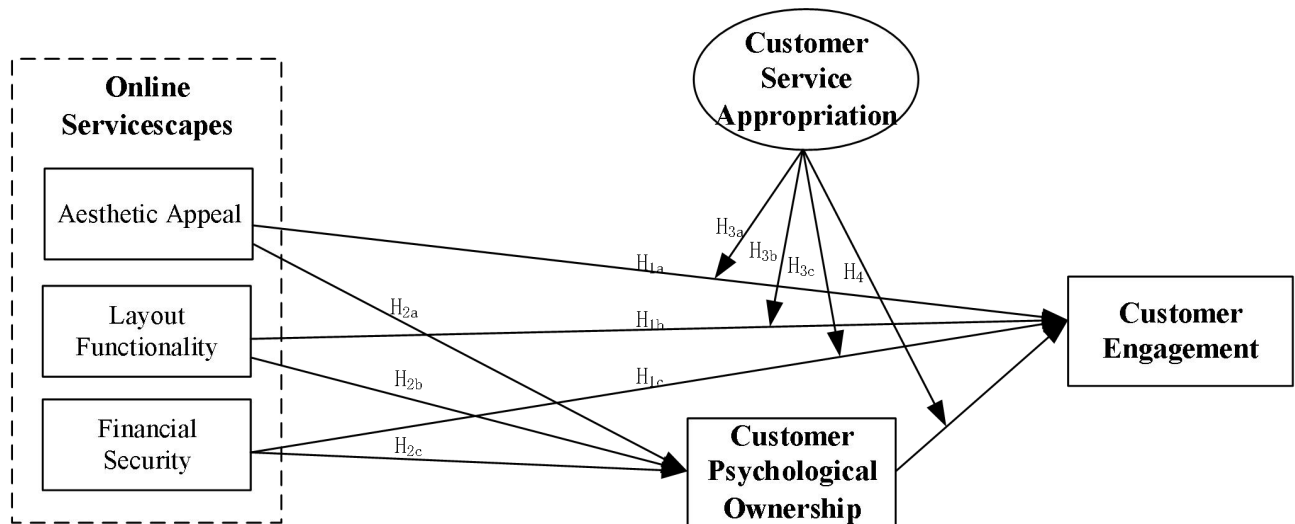 Online
Servicescapes
Aesthetic Appeal
Layout
Functionality
Financial
Security
Customer
Service
Appropriation
H3a
H3b
H3c
H4
H1a
H1b
H1c
H2a
H2b
H2c
Customer
Psychological
Ownership
Customer
Engagement